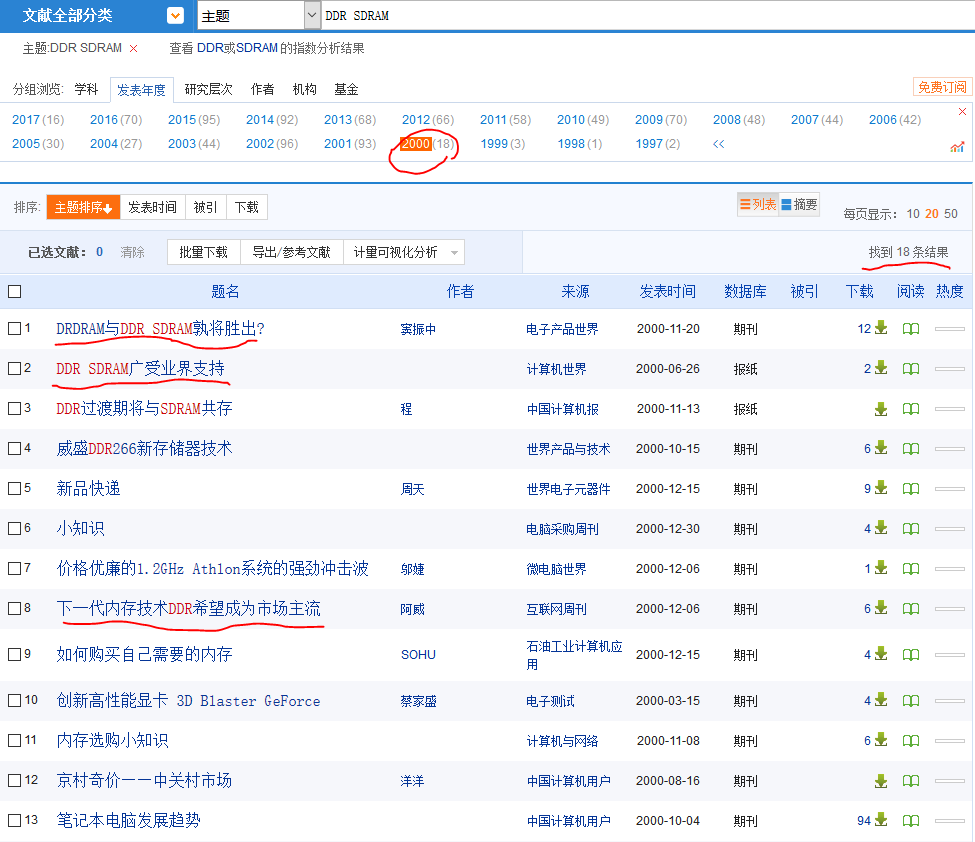 文献全部分类 主题 DDR SDRAM
主题:DDR SDRAM × 查看 DDR或SDRAM 的指数分析结果
分组浏览: 学科 发表年度 研究层次 作者 机构 基金 免费订阅
2017(16) 2016(70) 2015(95) 2014(92) 2013(68) 2012(66) 2011(58) 2010(49) 2009(70) 2008(48) 2007(44) 2006(42) ×
2005(30) 2004(27) 2003(44) 2002(96) 2001(93) 2000(18) 1999(3) 1998(1) 1997(2) <<
排序: 主题排序↓ 发表时间 被引 下载 列表 摘要 每页显示: 10 20 50
已选文献: 0 清除 批量下载 导出/参考文献 计量可视化分析 找到 18 条结果
题名 作者 来源 发表时间 数据库 被引 下载 阅读 热度
1 DRDRAM与DDR SDRAM孰将胜出? 窦振中 电子产品世界 2000-11-20 期刊 12
2 DDR SDRAM广受业界支持 计算机世界 2000-06-26 报纸 2
3 DDR过渡期将与SDRAM共存 程 中国计算机报 2000-11-13 报纸
4 威盛DDR266新存储器技术 世界产品与技术 2000-10-15 期刊 6
5 新品快递 周天 世界电子元器件 2000-12-15 期刊 9
6 小知识 电脑采购周刊 2000-12-30 期刊 4
7 价格优廉的1.2GHz Athlon系统的强劲冲击波 邬婕 微电脑世界 2000-12-06 期刊 1
8 下一代内存技术DDR希望成为市场主流 阿威 互联网周刊 2000-12-06 期刊 6
9 如何购买自己需要的内存 SOHU 石油工业计算机应用 2000-12-15 期刊 4
10 创新高性能显卡 3D Blaster GeForce 蔡家盛 电子测试 2000-03-15 期刊 4
11 内存选购小知识 计算机与网络 2000-11-08 期刊 6
12 京村奇价——中关村市场 洋洋 中国计算机用户 2000-08-16 期刊
13 笔记本电脑发展趋势 中国计算机用户 2000-10-04 期刊 94